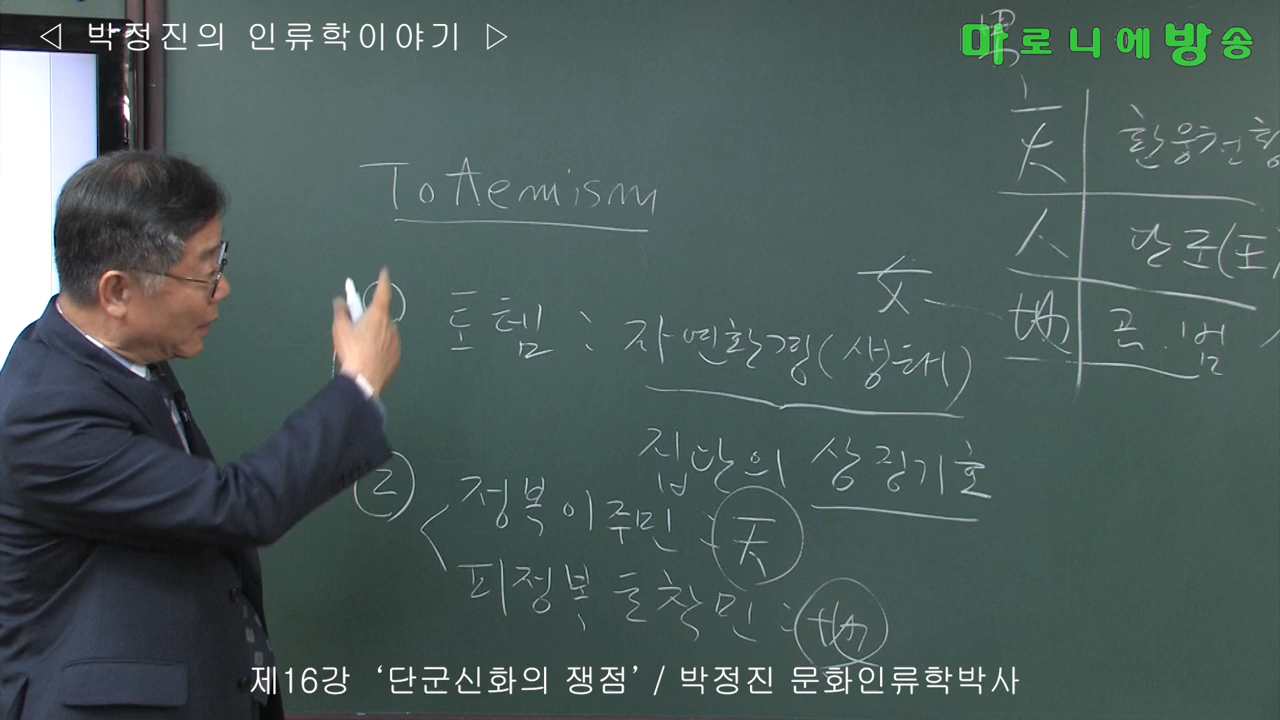 ◁ 박정진의 인류학이야기 ▷
마로니에방송
男
Totemism
天 환웅천황
人 단군(
女
地 곰.범
① 토템 : 자연환경(생태)
집단의 상징기호
② 정복이주민 : 天
피정복 토착민 : 地
제16강 ‘단군신화의 쟁점’ / 박정진 문화인류학박사